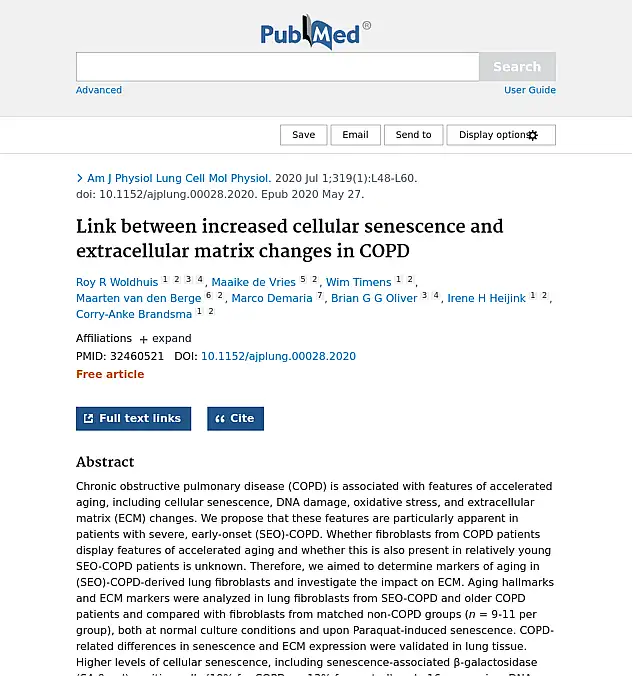 PubMed®
Search
Advanced
User Guide
Save
Email
Send to
Display options
Am J Physiol Lung Cell Mol Physiol. 2020 Jul 1;319(1):L48-L60.
doi: 10.1152/ajplung.00028.2020. Epub 2020 May 27.
Link between increased cellular senescence and
extracellular matrix changes in COPD
Roy R Woldhuis 1 2 3 4, Maaike de Vries 5 2, Wim Timens 1 2,
Maarten van den Berge 6 2, Marco Demaria 7, Brian G G Oliver 3 4, Irene H Heijink 1 2,
Corry-Anke Brandsma 1 2
Affiliations + expand
PMID: 32460521 DOI: 10.1152/ajplung.00028.2020
Free article
Full text links
Cite
Abstract
Chronic obstructive pulmonary disease (COPD) is associated with features of accelerated
aging, including cellular senescence, DNA damage, oxidative stress, and extracellular
matrix (ECM) changes. We propose that these features are particularly apparent in
patients with severe, early-onset (SEO)-COPD. Whether fibroblasts from COPD patients
display features of accelerated aging and whether this is also present in relatively young
SEO-COPD patients is unknown. Therefore, we aimed to determine markers of aging in
(SEO)-COPD-derived lung fibroblasts and investigate the impact on ECM. Aging hallmarks
and ECM markers were analyzed in lung fibroblasts from SEO-COPD and older COPD
patients and compared with fibroblasts from matched non-COPD groups (n = 9-11 per
group), both at normal culture conditions and upon Paraquat-induced senescence. COPD-
related differences in senescence and ECM expression were validated in lung tissue.
Higher levels of cellular senescence, including senescence-associated β-galactosidase